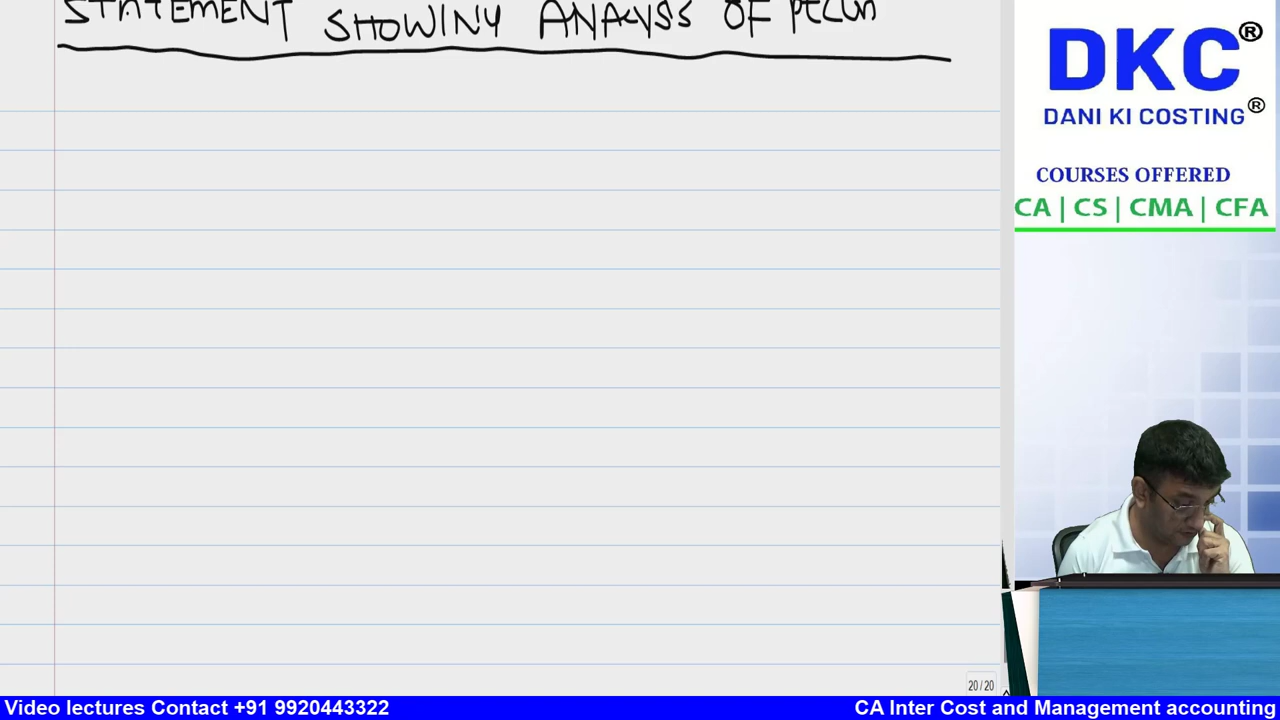 STATEMENT SHOWINY ANALYSIS OF
DKC®
DANI KI COSTING®
COURSES OFFERED
CA | CS | CMA | CFA
20 / 20
Video lectures Contact +91 9920443322
CA Inter Cost and Management accounting